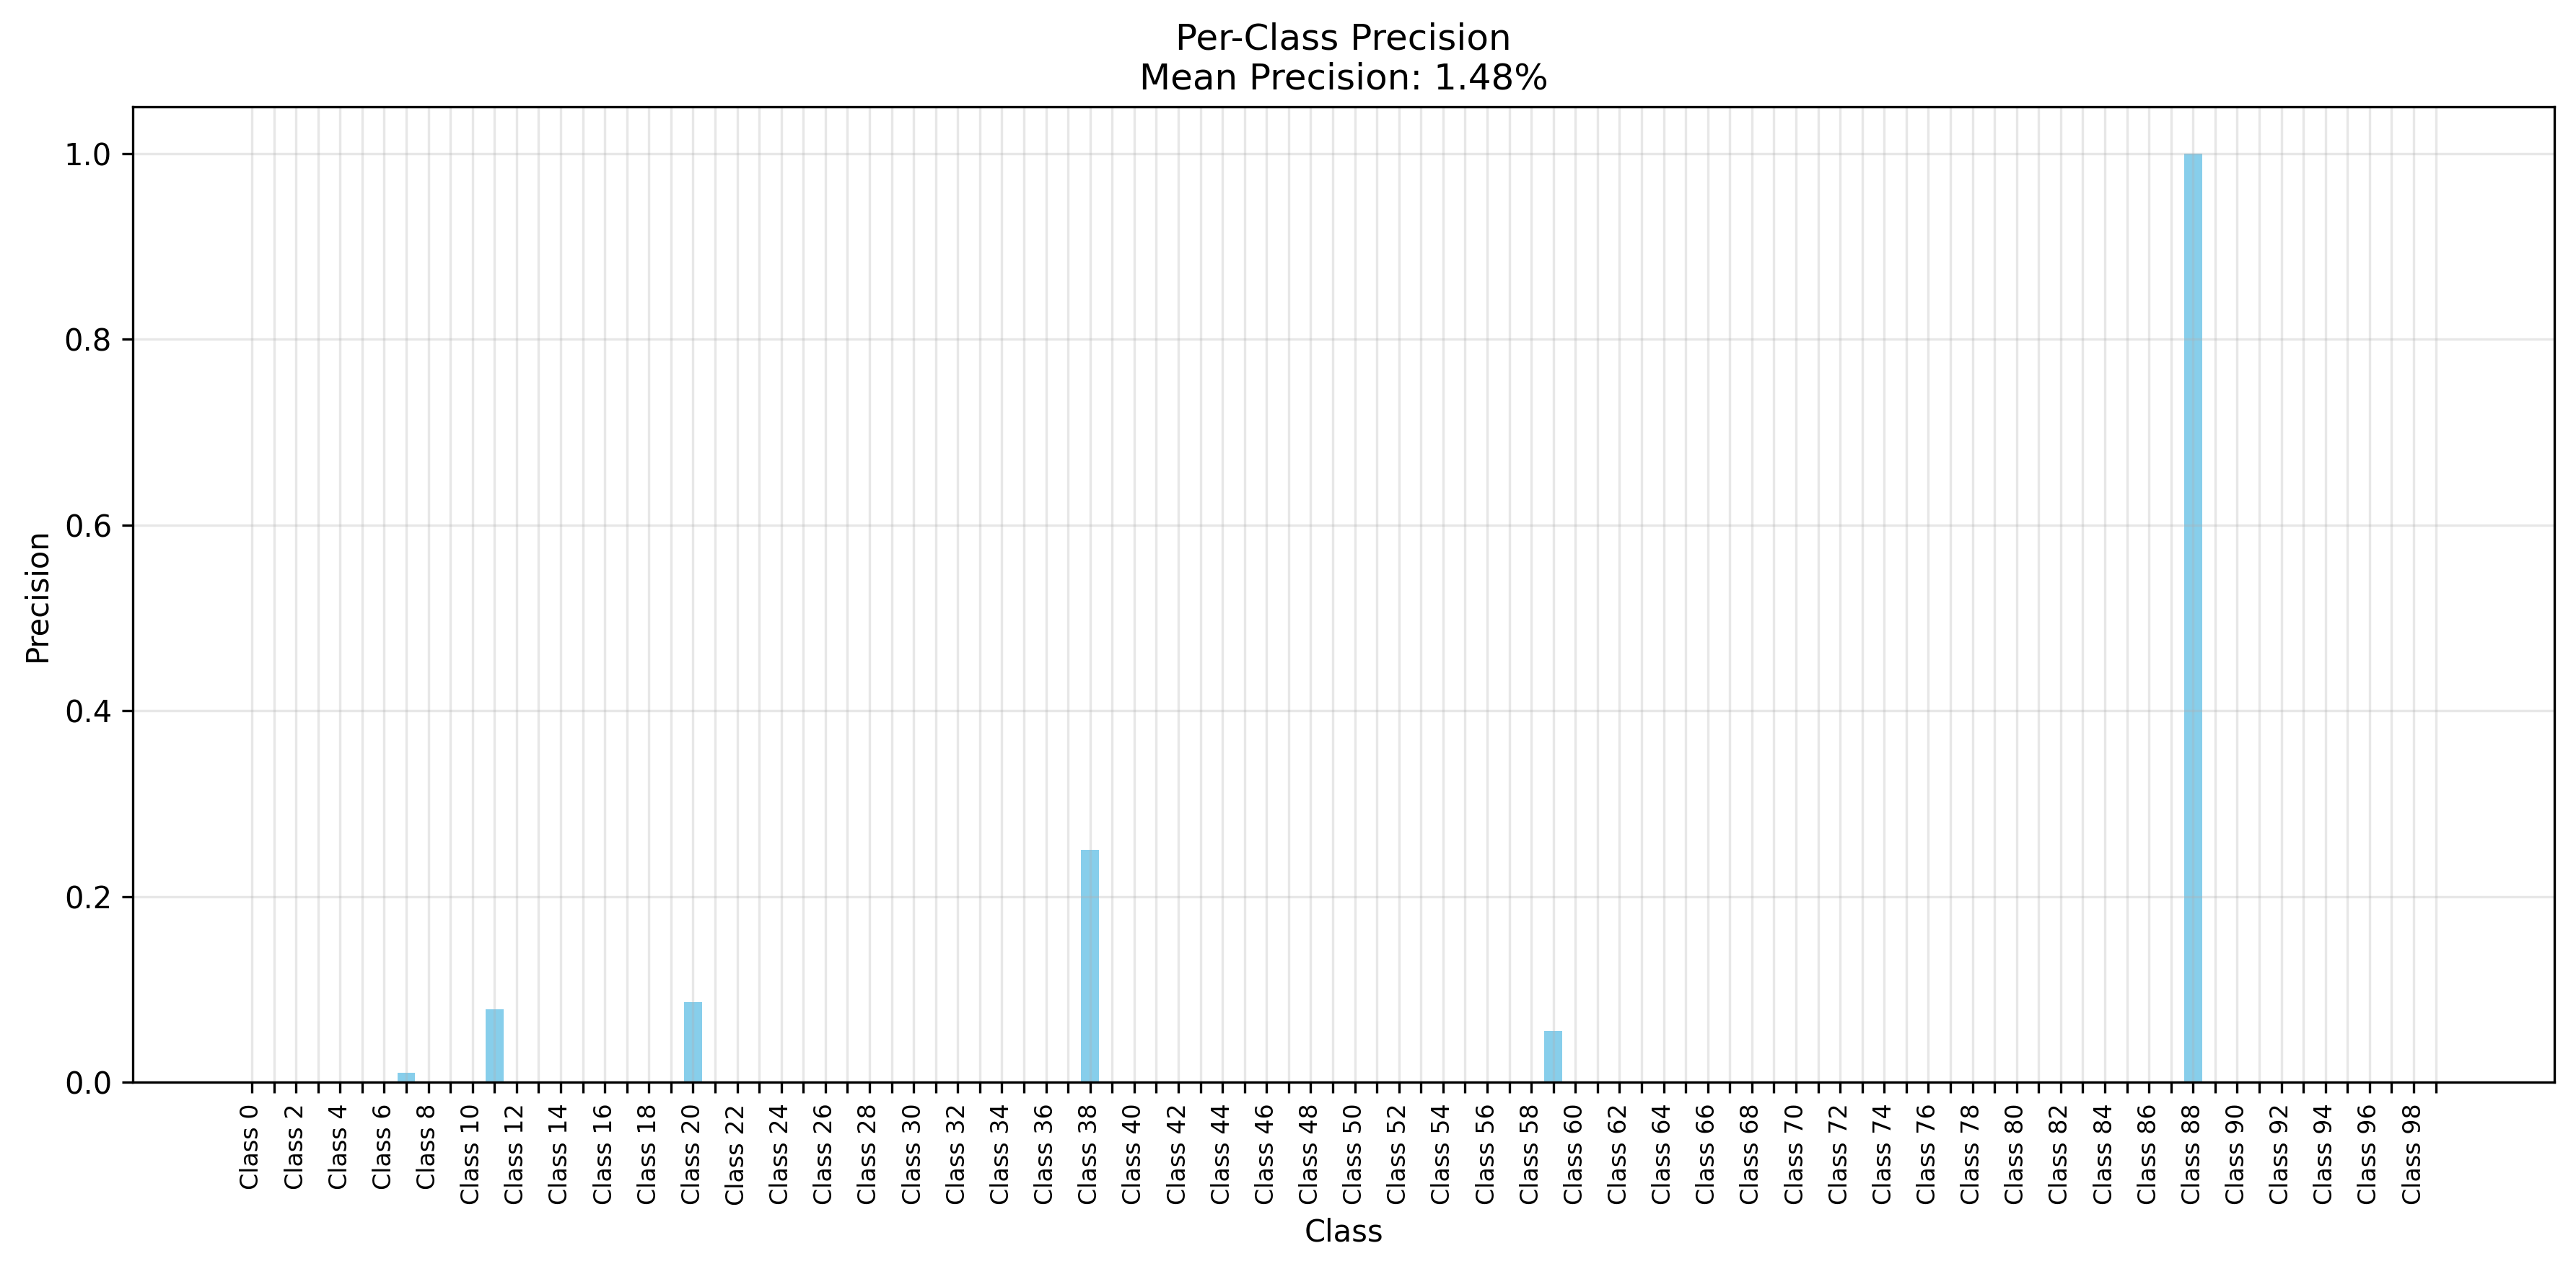 Per-Class Precision
Mean Precision: 1.48%
Precision
1.0
0.8
0.6
0.4
0.2
0.0
Class 0
Class 2
Class 4
Class 6
Class 8
Class 10
Class 12
Class 14
Class 16
Class 18
Class 20
Class 22
Class 24
Class 26
Class 28
Class 30
Class 32
Class 34
Class 36
Class 38
Class 40
Class 42
Class 44
Class 46
Class 48
Class 50
Class 52
Class 54
Class 56
Class 58
Class 60
Class 62
Class 64
Class 66
Class 68
Class 70
Class 72
Class 74
Class 76
Class 78
Class 80
Class 82
Class 84
Class 86
Class 88
Class 90
Class 92
Class 94
Class 96
Class 98
Class